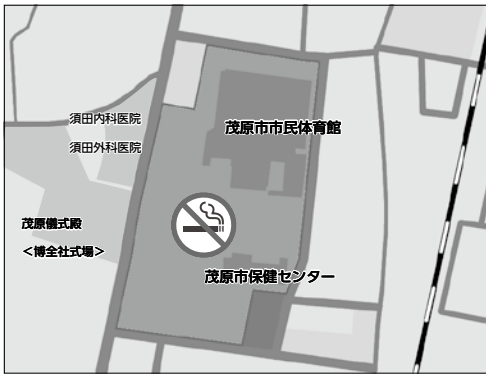 須田内科医院
須田外科医院
茂原市市民体育館
茂原儀式殿
<博全社式場>
茂原市保健センター